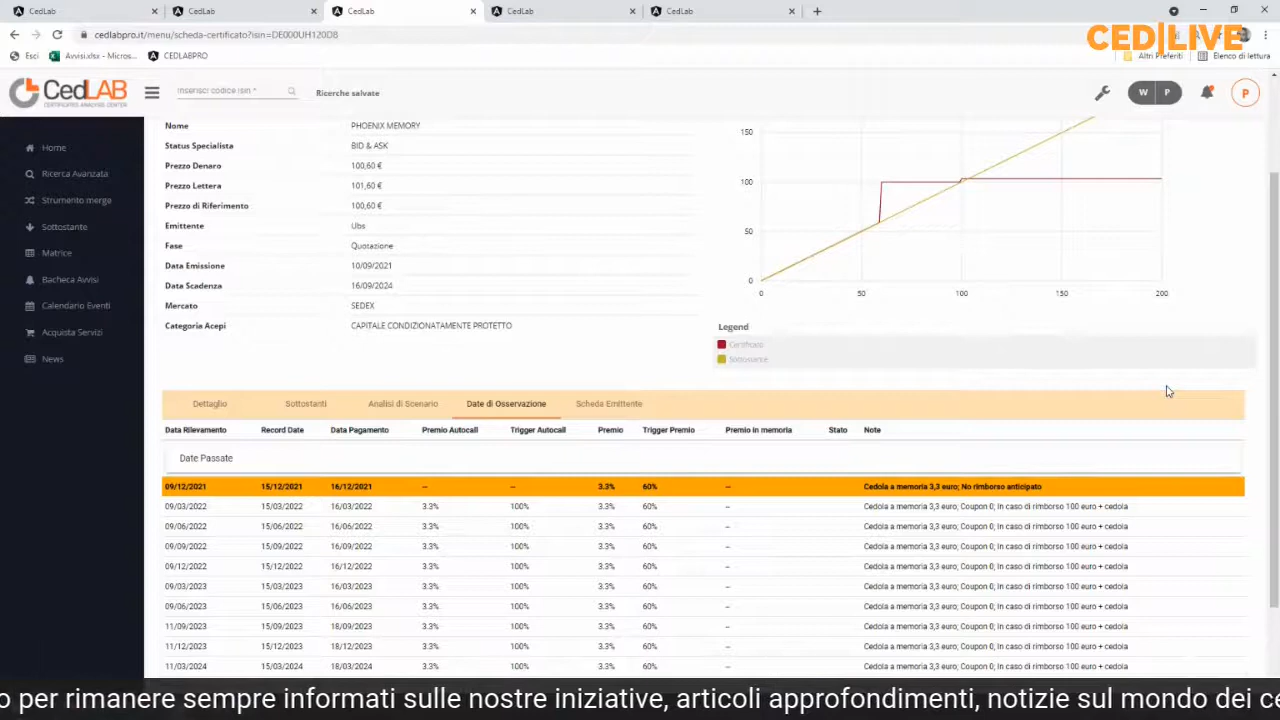 CedLab CedLab CedLab CedLab CedLab
cedlabpro.it/menu/scheda-certificato?isin=DE000UH120D8
CED|LIVE
Esci Avvisi.xlsx - Micros... CEDLABPRO Altri Preferiti Elenco di lettura
CedLAB
CERTIFICATES ANALYSIS CENTER
Inserisci codice Isin *
Ricerche salvate
W P
P
Home
Ricerca Avanzata
Strumento merge
Sottostante
Matrice
Bacheca Avvisi
Calendario Eventi
Acquista Servizi
News
Nome PHOENIX MEMORY
Status Specialista BID & ASK
Prezzo Denaro 100,60 €
Prezzo Lettera 101,60 €
Prezzo di Riferimento 100,60 €
Emittente Ubs
Fase Quotazione
Data Emissione 10/09/2021
Data Scadenza 16/09/2024
Mercato SEDEX
Categoria Acepi CAPITALE CONDIZIONATAMENTE PROTETTO
150
100
50
0
0 50 100 150 200
Legend
Certificato
Sottostante
Dettaglio Sottostanti Analisi di Scenario Date di Osservazione Scheda Emittente
Data Rilevamento Record Date Data Pagamento Premio Autocall Trigger Autocall Premio Trigger Premio Premio in memoria Stato Note
Date Passate
09/12/2021 15/12/2021 16/12/2021 -- -- 3.3% 60% -- Cedola a memoria 3,3 euro; No rimborso anticipato
09/03/2022 15/03/2022 16/03/2022 3.3% 100% 3.3% 60% -- Cedola a memoria 3,3 euro; Coupon 0; In caso di rimborso 100 euro + cedola
09/06/2022 15/06/2022 16/06/2022 3.3% 100% 3.3% 60% -- Cedola a memoria 3,3 euro; Coupon 0; In caso di rimborso 100 euro + cedola
09/09/2022 15/09/2022 16/09/2022 3.3% 100% 3.3% 60% -- Cedola a memoria 3,3 euro; Coupon 0; In caso di rimborso 100 euro + cedola
09/12/2022 15/12/2022 16/12/2022 3.3% 100% 3.3% 60% -- Cedola a memoria 3,3 euro; Coupon 0; In caso di rimborso 100 euro + cedola
09/03/2023 15/03/2023 16/03/2023 3.3% 100% 3.3% 60% -- Cedola a memoria 3,3 euro; Coupon 0; In caso di rimborso 100 euro + cedola
09/06/2023 15/06/2023 16/06/2023 3.3% 100% 3.3% 60% -- Cedola a memoria 3,3 euro; Coupon 0; In caso di rimborso 100 euro + cedola
11/09/2023 15/09/2023 18/09/2023 3.3% 100% 3.3% 60% -- Cedola a memoria 3,3 euro; Coupon 0; In caso di rimborso 100 euro + cedola
11/12/2023 15/12/2023 18/12/2023 3.3% 100% 3.3% 60% -- Cedola a memoria 3,3 euro; Coupon 0; In caso di rimborso 100 euro + cedola
11/03/2024 15/03/2024 18/03/2024 3.3% 100% 3.3% 60% -- Cedola a memoria 3,3 euro; Coupon 0; In caso di rimborso 100 euro + cedola
o per rimanere sempre informati sulle nostre iniziative, articoli approfondimenti, notizie sul mondo dei ce